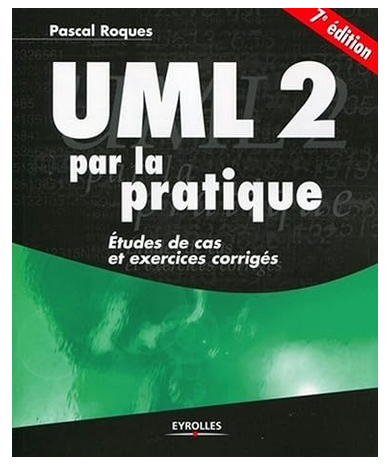 Pascal Roques
7e édition
UML 2
par la
pratique
Études de cas
et exercices corrigés
EYROLLES